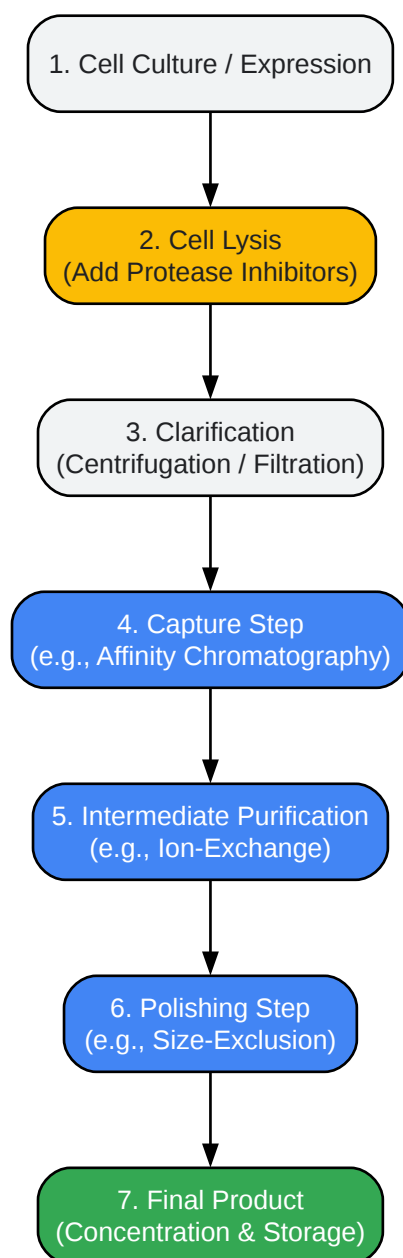 1. Cell Culture / Expression
2. Cell Lysis
(Add Protease Inhibitors)
3. Clarification
(Centrifugation / Filtration)
4. Capture Step
(e.g., Affinity Chromatography)
5. Intermediate Purification
(e.g., Ion-Exchange)
6. Polishing Step
(e.g., Size-Exclusion)
7. Final Product
(Concentration & Storage)